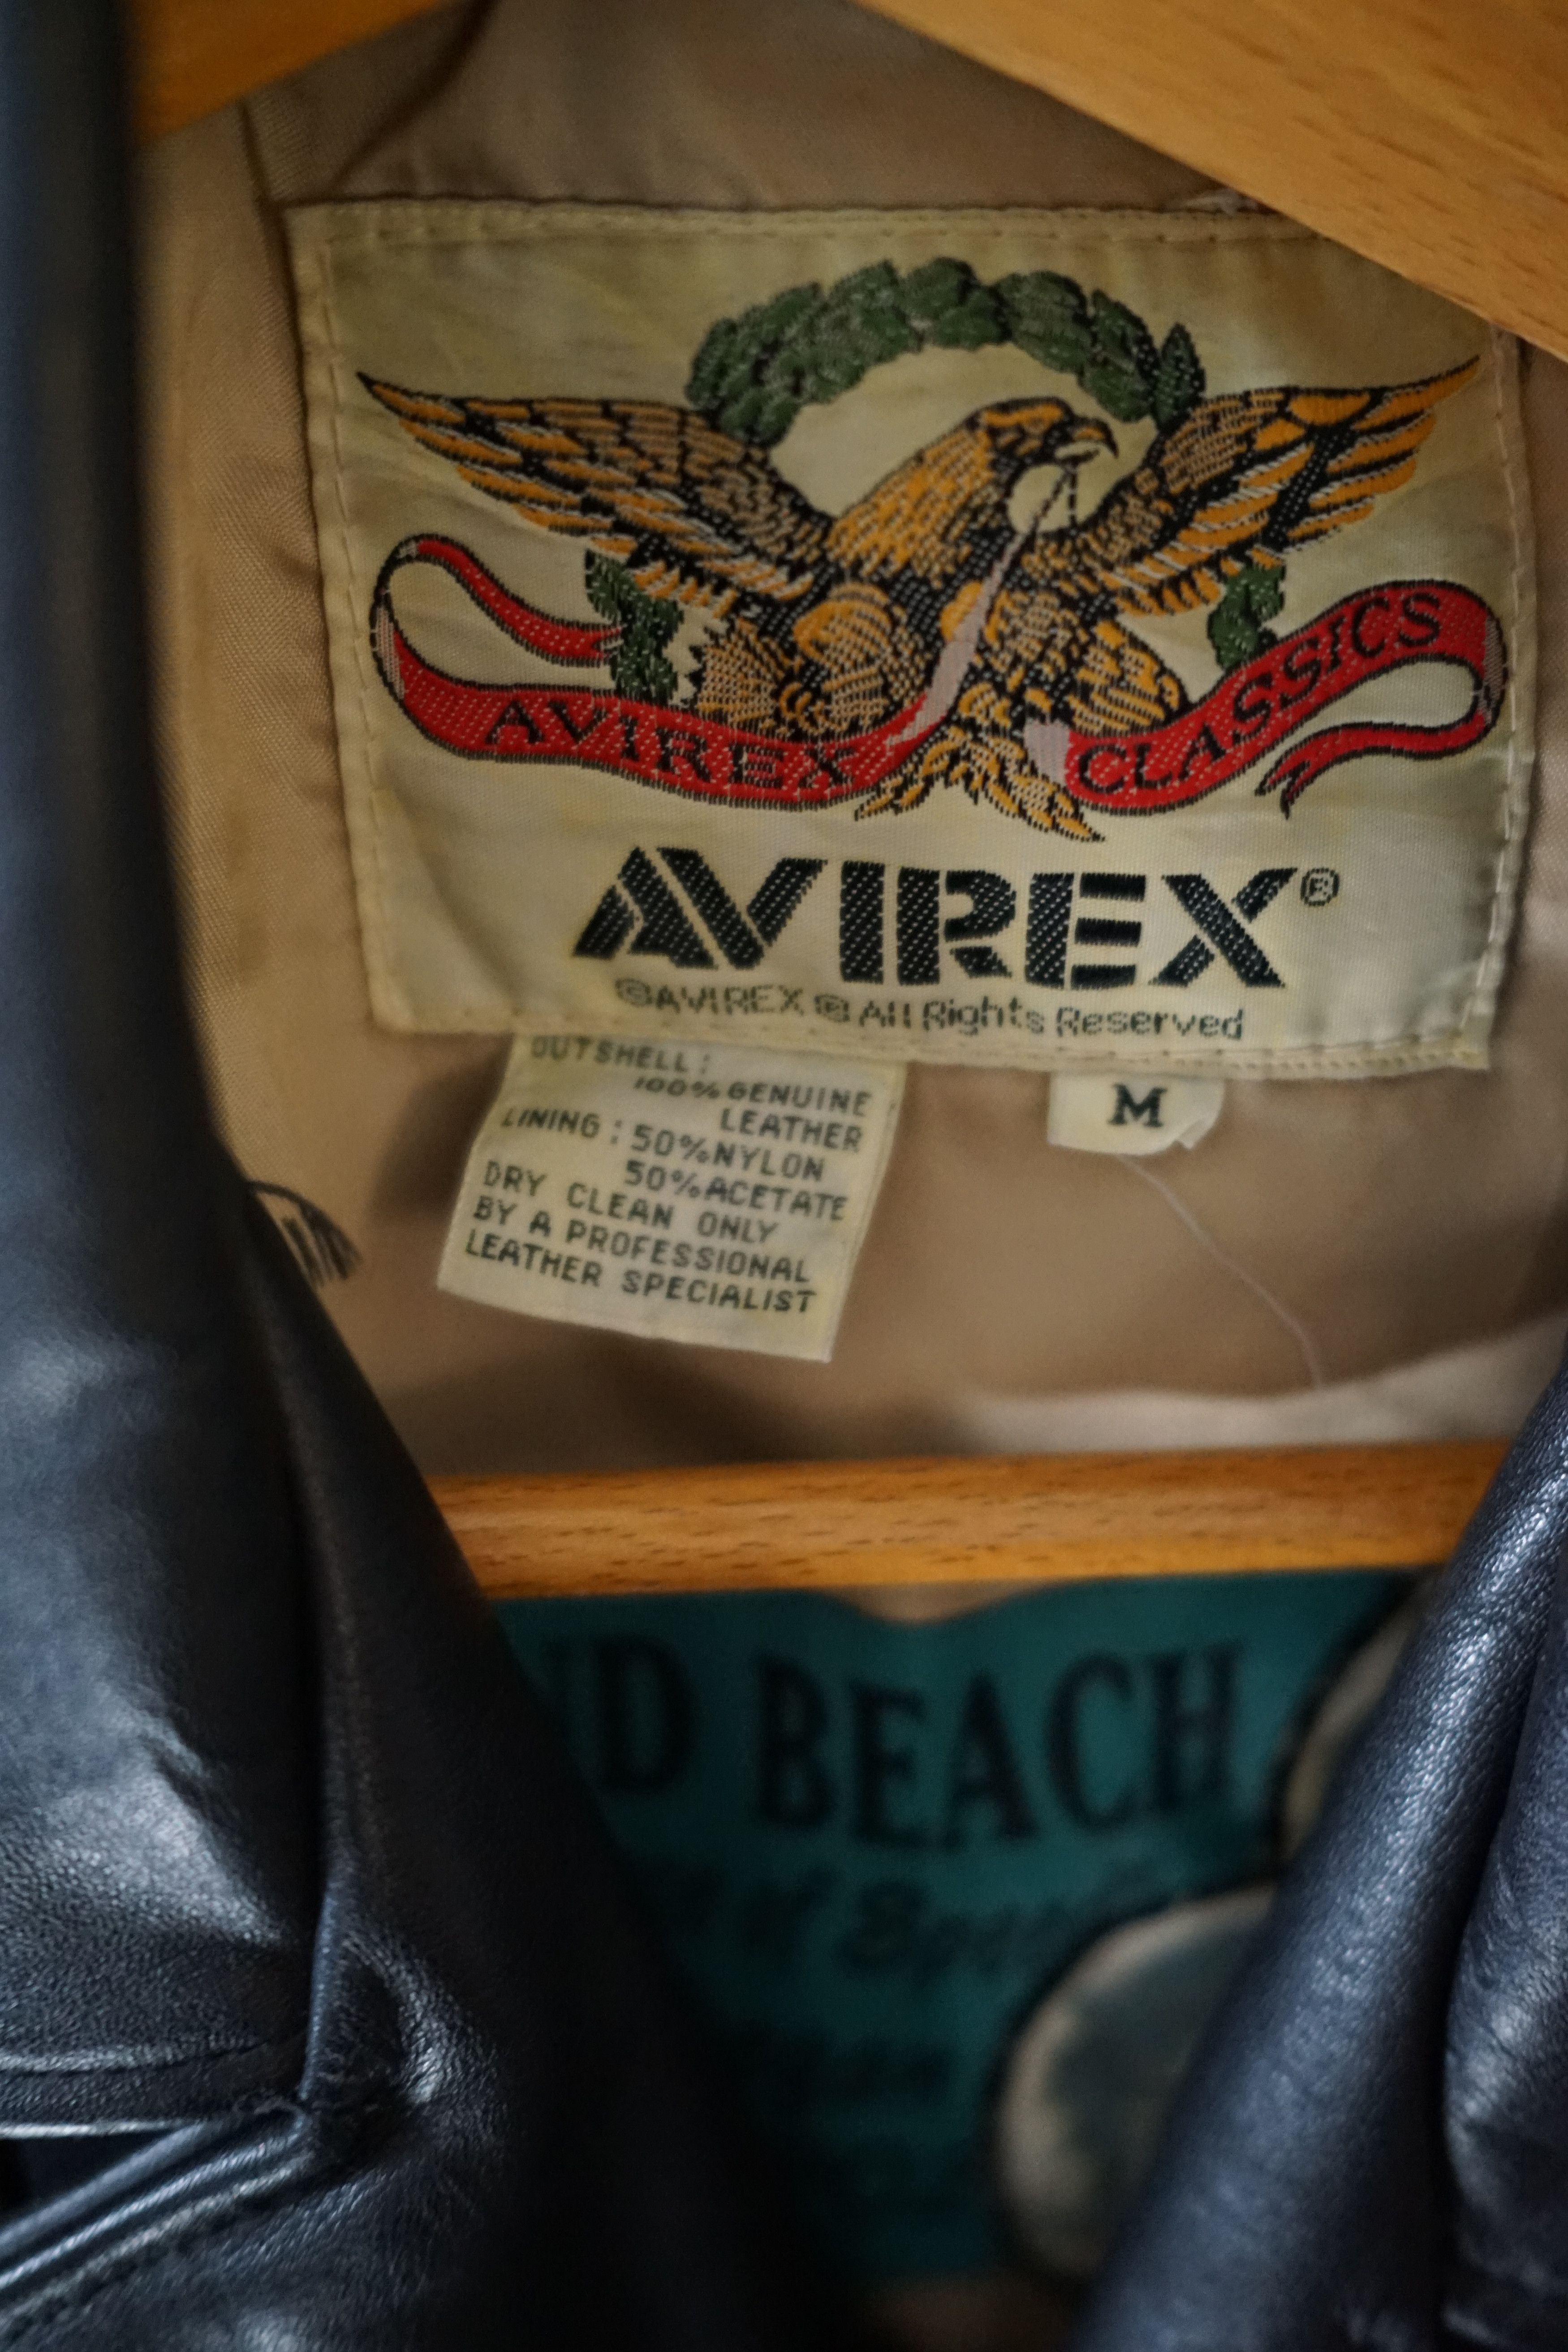 AVIREX CLASSICS
AVIREX®
©AVIREX ® All Rights Reserved
OUTSHELL:
100% GENUINE
LEATHER
LINING: 50% NYLON
50% ACETATE
DRY CLEAN ONLY
BY A PROFESSIONAL
LEATHER SPECIALIST
M
BEACH